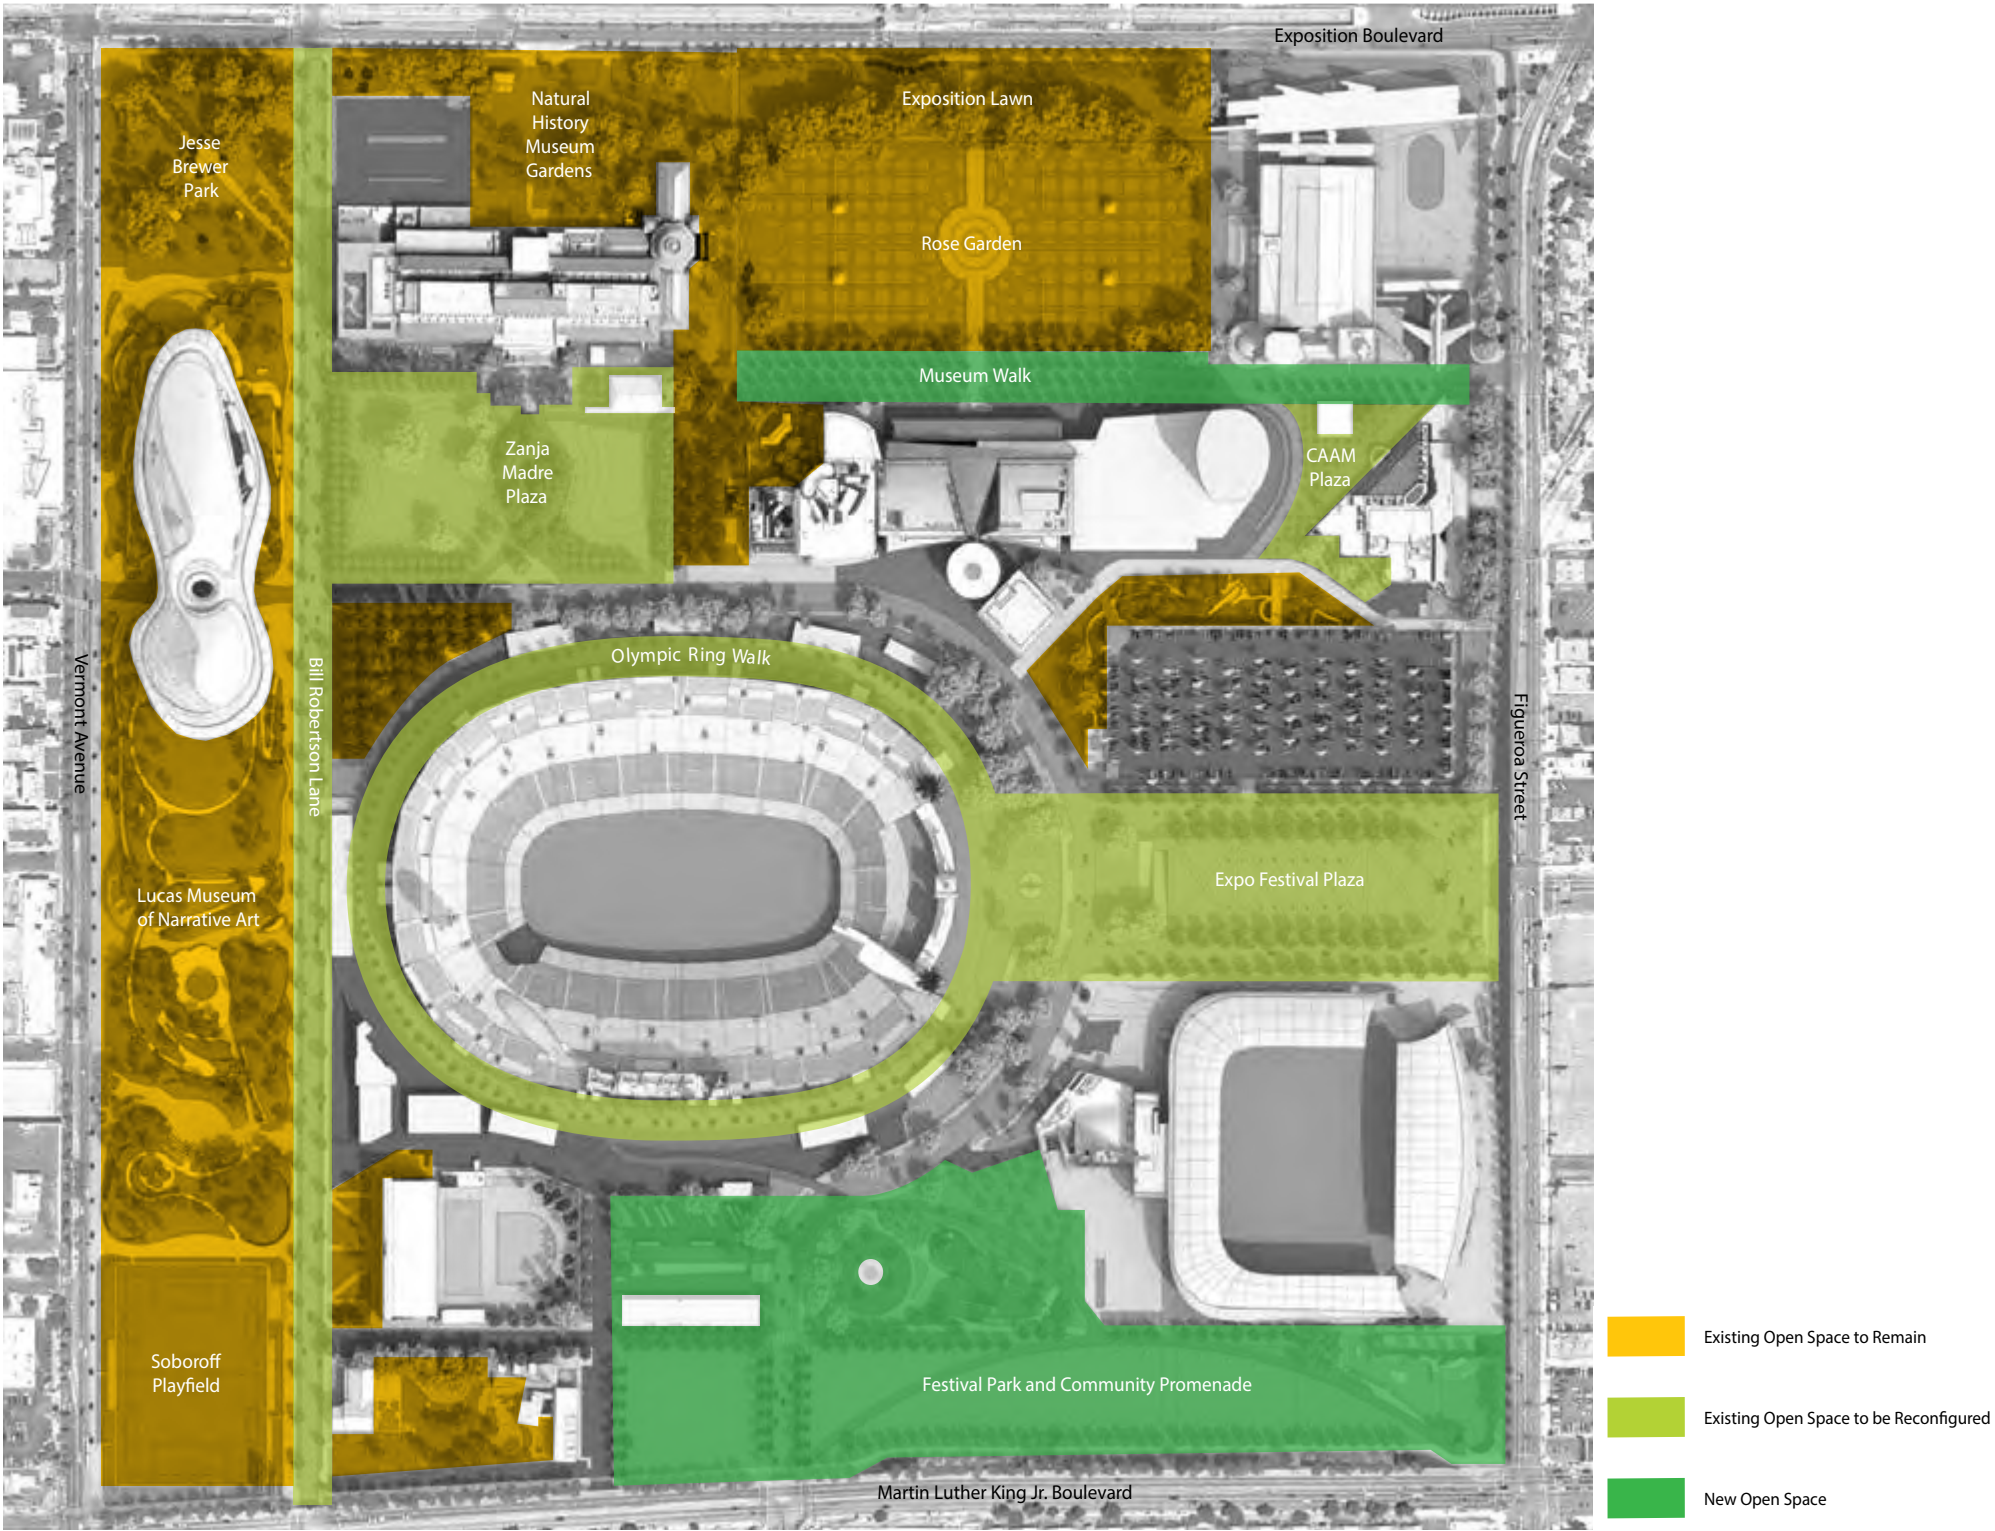 Exposition Boulevard
Natural
History
Museum
Gardens
Exposition Lawn
Jesse
Brewer
Park
Rose Garden
Museum Walk
Zanja
Madre
Plaza
CAAM
Plaza
Olympic Ring Walk
Vermont Avenue
Bill Robertson Lane
Figueroa Street
Expo Festival Plaza
Lucas Museum
of Narrative Art
Existing Open Space to Remain
Soboroff
Playfield
Festival Park and Community Promenade
Existing Open Space to be Reconfigured
Martin Luther King Jr. Boulevard
New Open Space